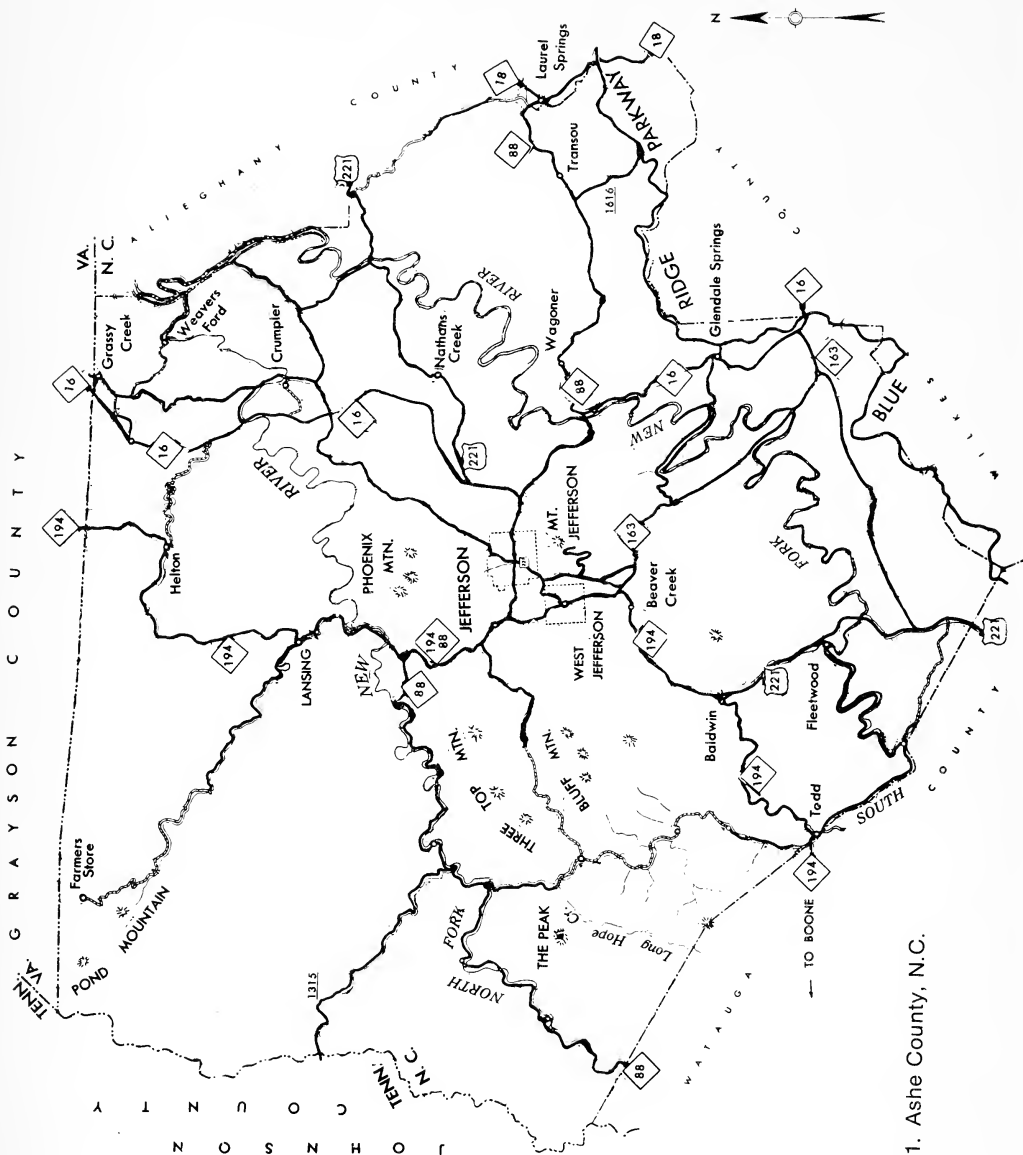 GRAYSON COUNTY
JOHNSON COUNTY
ALLEGHANY COUNTY
WILKES COUNTY
WATAUGA COUNTY
TENN. VA.
VA.
N. C.
TENN.
N. C.
N
POND MOUNTAIN
Farmers
Store
194
Helton
194
LANSING
16
Grassy
Creek
16
Weavers
Ford
Crumpler
16
RIVER
221
Nathans
Creek
221
RIVER
PHOENIX
MTN.
JEFFERSON
NEW
194
88
88
1315
THREE TOP MTN.
BLUFF MTN.
NORTH FORK
THE PEAK
Long Hope Cr.
88
WEST
JEFFERSON
MT.
JEFFERSON
163
Beaver
Creek
194
Baldwin
221
194
Fleetwood
Todd
194
← TO BOONE
SOUTH
FORK
NEW
16
88
Wagoner
88
Transou
18
Laurel
Springs
18
1616
BLUE RIDGE PARKWAY
Glendale Springs
16
163
221
1. Ashe County, N.C.